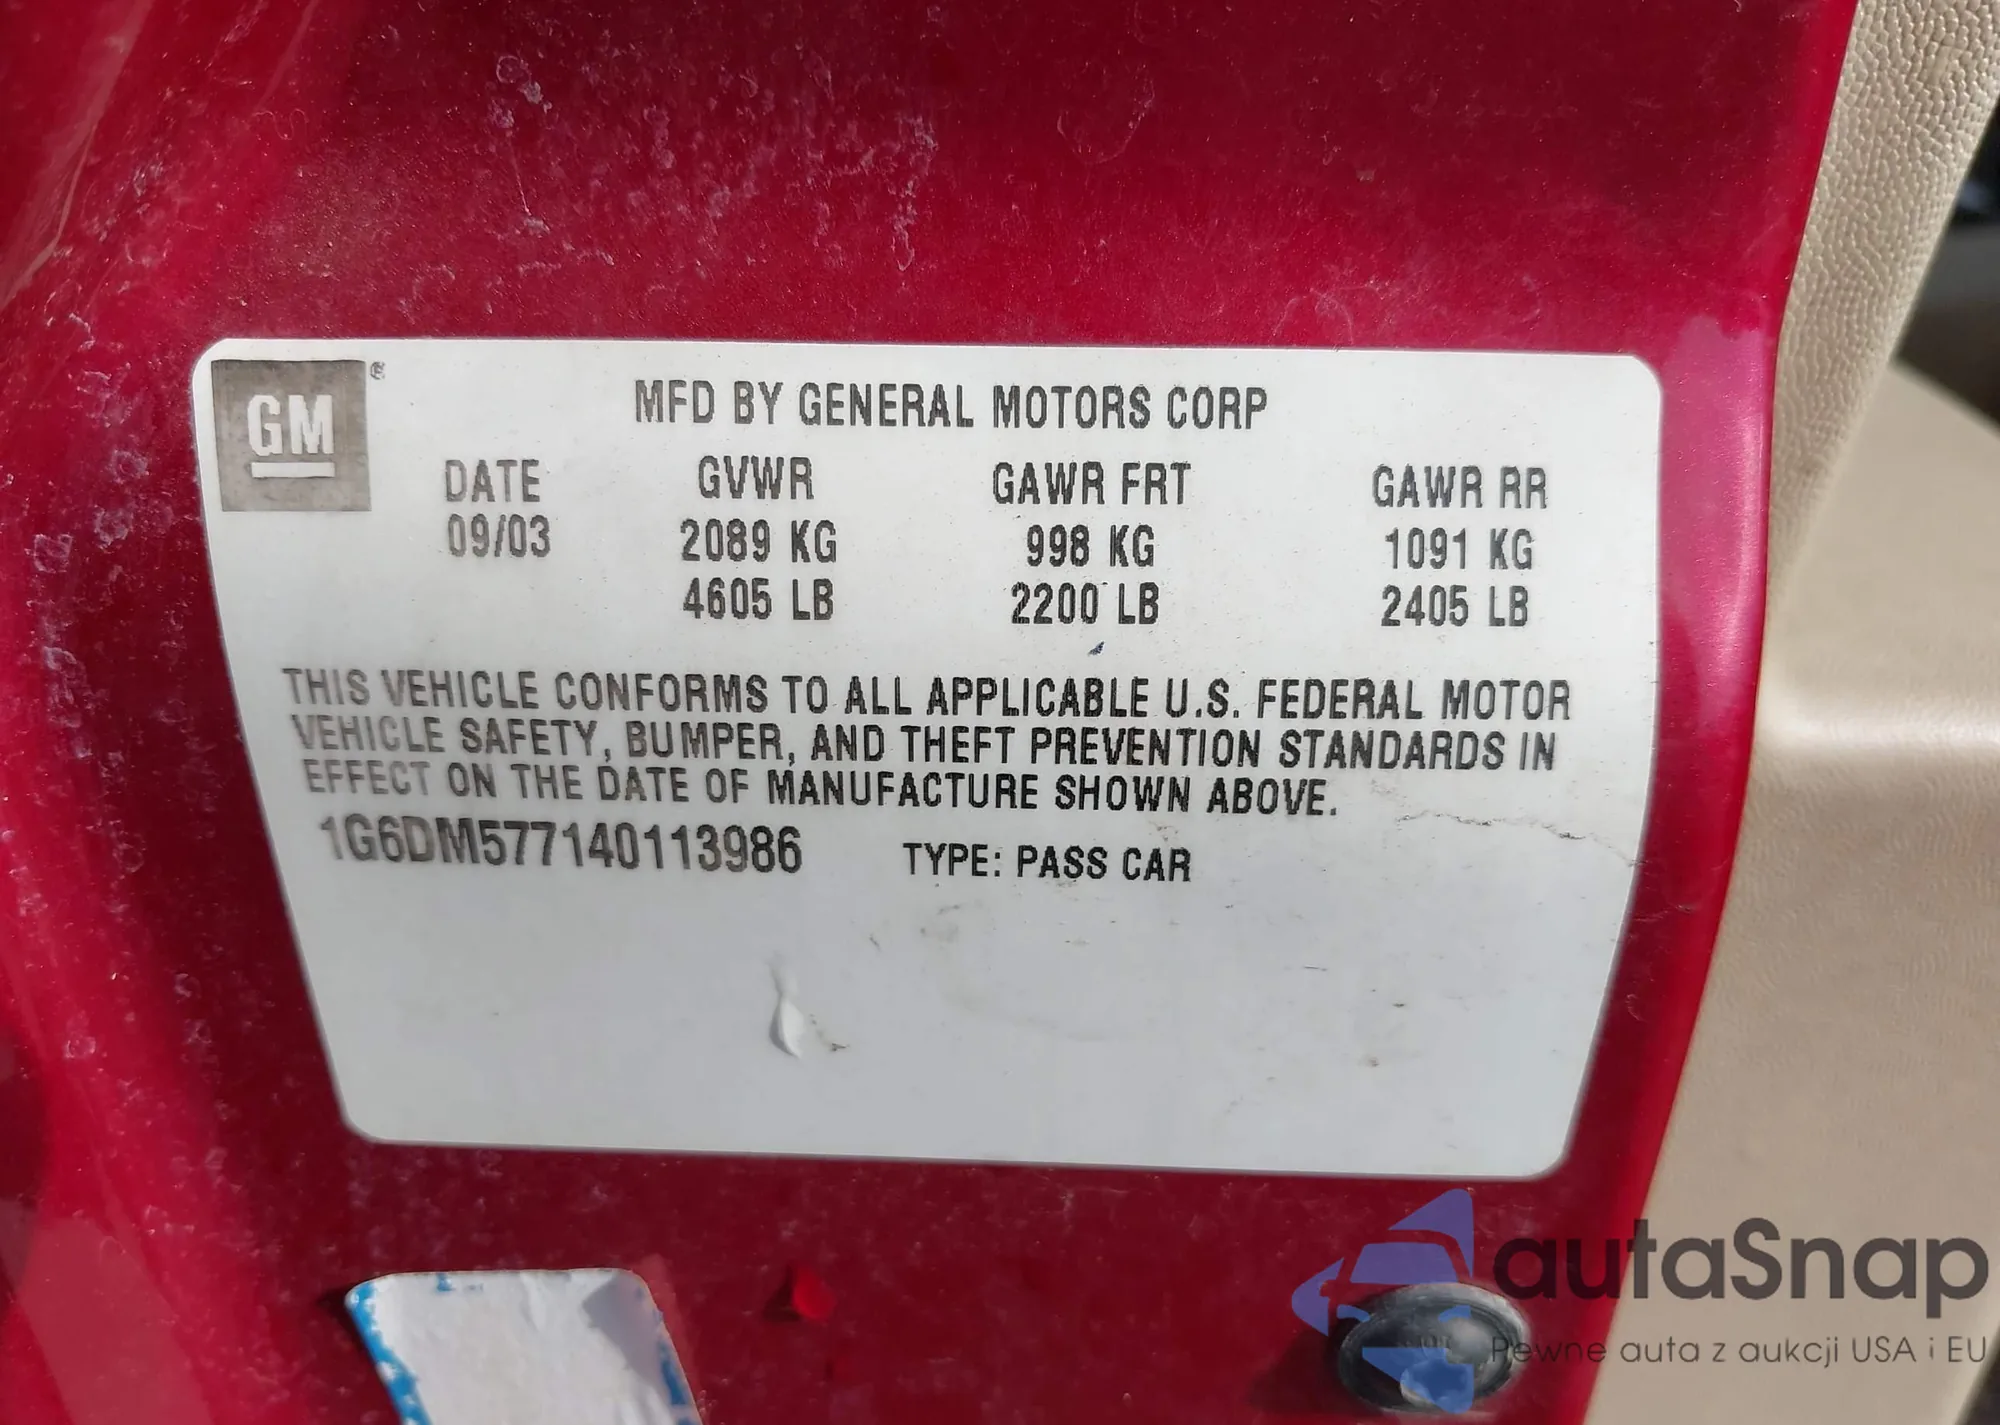 GM ®
MFD BY GENERAL MOTORS CORP
DATE GVWR GAWR FRT GAWR RR
09/03 2089 KG 998 KG 1091 KG
4605 LB 2200 LB 2405 LB
THIS VEHICLE CONFORMS TO ALL APPLICABLE U.S. FEDERAL MOTOR
VEHICLE SAFETY, BUMPER, AND THEFT PREVENTION STANDARDS IN
EFFECT ON THE DATE OF MANUFACTURE SHOWN ABOVE.
1G6DM577140113986 TYPE: PASS CAR
autaSnap
Pewne auta z aukcji USA i EU